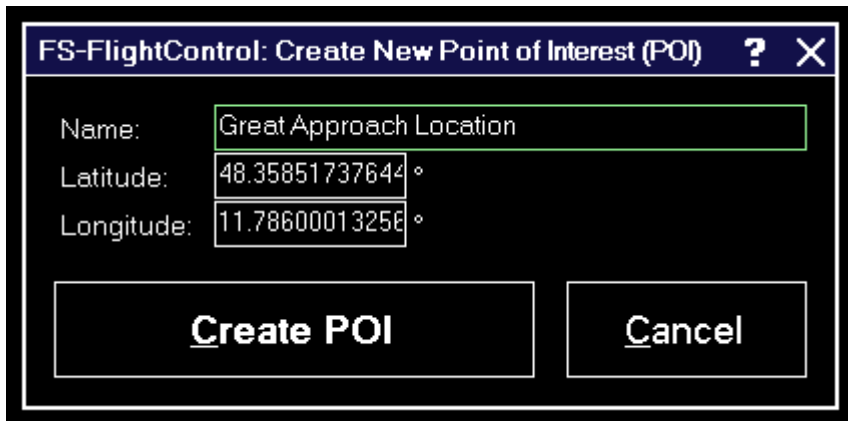 FS-FlightControl: Create New Point of Interest (POI) ? X
Name: Great Approach Location
Latitude: 48.35851737644 °
Longitude: 11.78600013256 °
Create POI Cancel